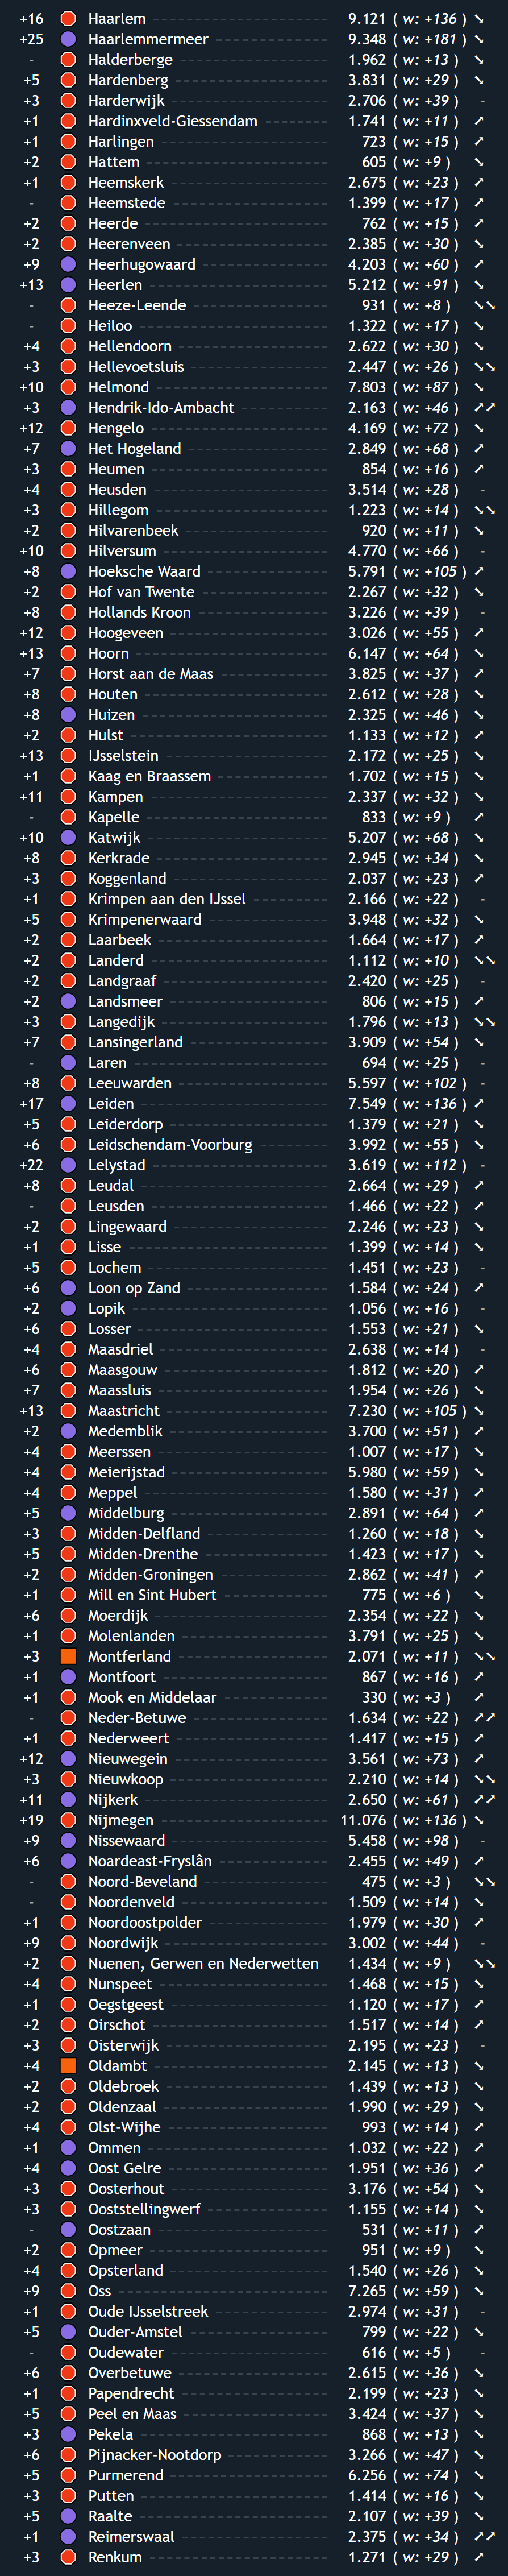 +16 Haarlem 9.121 ( w: +136 ) ➘
+25 Haarlemmermeer 9.348 ( w: +181 ) ➘
- Halderberge 1.962 ( w: +13 ) ➘
+5 Hardenberg 3.831 ( w: +29 ) ➘
+3 Harderwijk 2.706 ( w: +39 ) -
+1 Hardinxveld-Giessendam 1.741 ( w: +11 ) ➚
+1 Harlingen 723 ( w: +15 ) ➚
+2 Hattem 605 ( w: +9 ) ➘
+1 Heemskerk 2.675 ( w: +23 ) ➚
- Heemstede 1.399 ( w: +17 ) ➚
+2 Heerde 762 ( w: +15 ) ➚
+2 Heerenveen 2.385 ( w: +30 ) ➘
+9 Heerhugowaard 4.203 ( w: +60 ) ➚
+13 Heerlen 5.212 ( w: +91 ) ➘
- Heeze-Leende 931 ( w: +8 ) ➘➘
- Heiloo 1.322 ( w: +17 ) ➘
+4 Hellendoorn 2.622 ( w: +30 ) ➘
+3 Hellevoetsluis 2.447 ( w: +26 ) ➘➘
+10 Helmond 7.803 ( w: +87 ) ➘
+3 Hendrik-Ido-Ambacht 2.163 ( w: +46 ) ➚➚
+12 Hengelo 4.169 ( w: +72 ) ➘
+7 Het Hogeland 2.849 ( w: +68 ) ➚
+3 Heumen 854 ( w: +16 ) ➚
+4 Heusden 3.514 ( w: +28 ) -
+3 Hillegom 1.223 ( w: +14 ) ➘➘
+2 Hilvarenbeek 920 ( w: +11 ) ➘
+10 Hilversum 4.770 ( w: +66 ) -
+8 Hoeksche Waard 5.791 ( w: +105 ) ➚
+2 Hof van Twente 2.267 ( w: +32 ) ➘
+8 Hollands Kroon 3.226 ( w: +39 ) -
+12 Hoogeveen 3.026 ( w: +55 ) ➚
+13 Hoorn 6.147 ( w: +64 ) ➘
+7 Horst aan de Maas 3.825 ( w: +37 ) ➚
+8 Houten 2.612 ( w: +28 ) ➘
+8 Huizen 2.325 ( w: +46 ) ➘
+2 Hulst 1.133 ( w: +12 ) ➚
+13 IJsselstein 2.172 ( w: +25 ) ➘
+1 Kaag en Braassem 1.702 ( w: +15 ) ➘
+11 Kampen 2.337 ( w: +32 ) ➘
- Kapelle 833 ( w: +9 ) ➚
+10 Katwijk 5.207 ( w: +68 ) ➘
+8 Kerkrade 2.945 ( w: +34 ) ➘
+3 Koggenland 2.037 ( w: +23 ) ➚
+1 Krimpen aan den IJssel 2.166 ( w: +22 ) -
+5 Krimpenerwaard 3.948 ( w: +32 ) ➘
+2 Laarbeek 1.664 ( w: +17 ) ➚
+2 Landerd 1.112 ( w: +10 ) ➘➘
+2 Landgraaf 2.420 ( w: +25 ) -
+2 Landsmeer 806 ( w: +15 ) ➚
+3 Langedijk 1.796 ( w: +13 ) ➘➘
+7 Lansingerland 3.909 ( w: +54 ) ➘
- Laren 694 ( w: +25 ) -
+8 Leeuwarden 5.597 ( w: +102 ) -
+17 Leiden 7.549 ( w: +136 ) ➚
+5 Leiderdorp 1.379 ( w: +21 ) ➘
+6 Leidschendam-Voorburg 3.992 ( w: +55 ) ➘
+22 Lelystad 3.619 ( w: +112 ) -
+8 Leudal 2.664 ( w: +29 ) ➚
- Leusden 1.466 ( w: +22 ) ➚
+2 Lingewaard 2.246 ( w: +23 ) ➘
+1 Lisse 1.399 ( w: +14 ) ➘
+5 Lochem 1.451 ( w: +23 ) -
+6 Loon op Zand 1.584 ( w: +24 ) ➚
+2 Lopik 1.056 ( w: +16 ) -
+6 Losser 1.553 ( w: +21 ) ➘
+4 Maasdriel 2.638 ( w: +14 ) -
+6 Maasgouw 1.812 ( w: +20 ) ➚
+7 Maassluis 1.954 ( w: +26 ) ➘
+13 Maastricht 7.230 ( w: +105 ) ➘
+2 Medemblik 3.700 ( w: +51 ) ➚
+4 Meerssen 1.007 ( w: +17 ) ➘
+4 Meierijstad 5.980 ( w: +59 ) ➘
+4 Meppel 1.580 ( w: +31 ) ➚
+5 Middelburg 2.891 ( w: +64 ) ➚
+3 Midden-Delfland 1.260 ( w: +18 ) ➘
+5 Midden-Drenthe 1.423 ( w: +17 ) ➘
+2 Midden-Groningen 2.862 ( w: +41 ) ➚
+1 Mill en Sint Hubert 775 ( w: +6 ) ➘
+6 Moerdijk 2.354 ( w: +22 ) ➘
+1 Molenlanden 3.791 ( w: +25 ) ➘
+3 Montferland 2.071 ( w: +11 ) ➘➘
+1 Montfoort 867 ( w: +16 ) ➚
+1 Mook en Middelaar 330 ( w: +3 ) ➚
- Neder-Betuwe 1.634 ( w: +22 ) ➚➚
+1 Nederweert 1.417 ( w: +15 ) ➚
+12 Nieuwegein 3.561 ( w: +73 ) ➚
+3 Nieuwkoop 2.210 ( w: +14 ) ➘➘
+11 Nijkerk 2.650 ( w: +61 ) ➚➚
+19 Nijmegen 11.076 ( w: +136 ) ➘
+9 Nissewaard 5.458 ( w: +98 ) -
+6 Noardeast-Fryslân 2.455 ( w: +49 ) ➚
- Noord-Beveland 475 ( w: +3 ) ➘➘
- Noordenveld 1.509 ( w: +14 ) ➘
+1 Noordoostpolder 1.979 ( w: +30 ) ➚
+9 Noordwijk 3.002 ( w: +44 ) -
+2 Nuenen, Gerwen en Nederwetten 1.434 ( w: +9 ) ➘➘
+4 Nunspeet 1.468 ( w: +15 ) ➘
+1 Oegstgeest 1.120 ( w: +17 ) ➚
+2 Oirschot 1.517 ( w: +14 ) ➚
+3 Oisterwijk 2.195 ( w: +23 ) -
+4 Oldambt 2.145 ( w: +13 ) ➘
+2 Oldebroek 1.439 ( w: +13 ) ➘
+2 Oldenzaal 1.990 ( w: +29 ) ➘
+4 Olst-Wijhe 993 ( w: +14 ) ➚
+1 Ommen 1.032 ( w: +22 ) ➚
+4 Oost Gelre 1.951 ( w: +36 ) ➚
+3 Oosterhout 3.176 ( w: +54 ) ➘
+3 Ooststellingwerf 1.155 ( w: +14 ) ➘
- Oostzaan 531 ( w: +11 ) ➚
+2 Opmeer 951 ( w: +9 ) ➘
+4 Opsterland 1.540 ( w: +26 ) ➘
+9 Oss 7.265 ( w: +59 ) ➘
+1 Oude IJsselstreek 2.974 ( w: +31 ) -
+5 Ouder-Amstel 799 ( w: +22 ) ➘
- Oudewater 616 ( w: +5 ) -
+6 Overbetuwe 2.615 ( w: +36 ) ➘
+1 Papendrecht 2.199 ( w: +23 ) ➘
+5 Peel en Maas 3.424 ( w: +37 ) ➘
+3 Pekela 868 ( w: +13 ) ➘
+6 Pijnacker-Nootdorp 3.266 ( w: +47 ) ➘
+5 Purmerend 6.256 ( w: +74 ) ➘
+3 Putten 1.414 ( w: +16 ) ➘
+5 Raalte 2.107 ( w: +39 ) ➘
+1 Reimerswaal 2.375 ( w: +34 ) ➚➚
+3 Renkum 1.271 ( w: +29 ) ➚